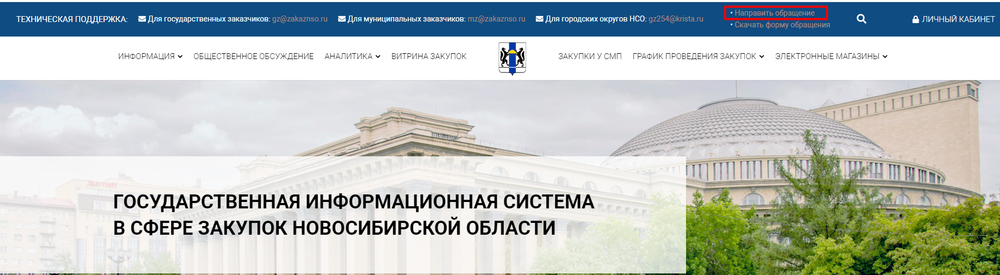 • Направить обращение
ТЕХНИЧЕСКАЯ ПОДДЕРЖКА: Для государственных заказчиков: gz@zakaznso.ru Для муниципальных заказчиков: mz@zakaznso.ru Для городских округов НСО: gz254@krista.ru ЛИЧНЫЙ КАБИНЕТ
• Скачать форму обращения
ИНФОРМАЦИЯ ОБЩЕСТВЕННОЕ ОБСУЖДЕНИЕ АНАЛИТИКА ВИТРИНА ЗАКУПОК ЗАКУПКИ У СМП ГРАФИК ПРОВЕДЕНИЯ ЗАКУПОК ЭЛЕКТРОННЫЕ МАГАЗИНЫ
Marriott
ГОСУДАРСТВЕННАЯ ИНФОРМАЦИОННАЯ СИСТЕМА
В СФЕРЕ ЗАКУПОК НОВОСИБИРСКОЙ ОБЛАСТИ